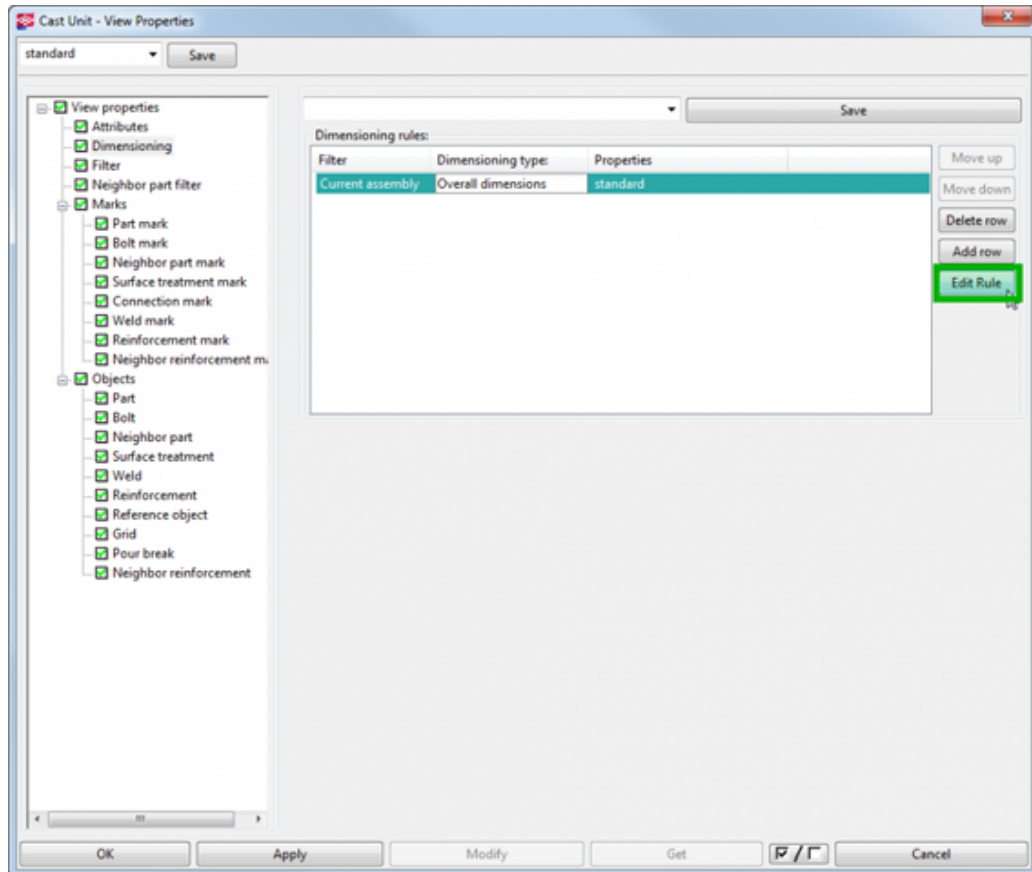 Cast Unit - View Properties
standard
Save
View properties
Attributes
Dimensioning
Filter
Neighbor part filter
Marks
Part mark
Bolt mark
Neighbor part mark
Surface treatment mark
Connection mark
Weld mark
Reinforcement mark
Neighbor reinforcement ma
Objects
Part
Bolt
Neighbor part
Surface treatment
Weld
Reinforcement
Reference object
Grid
Pour break
Neighbor reinforcement
Save
Dimensioning rules:
Filter Dimensioning type: Properties
Current assembly Overall dimensions standard
Move up
Move down
Delete row
Add row
Edit Rule
OK Apply Modify Get / Cancel